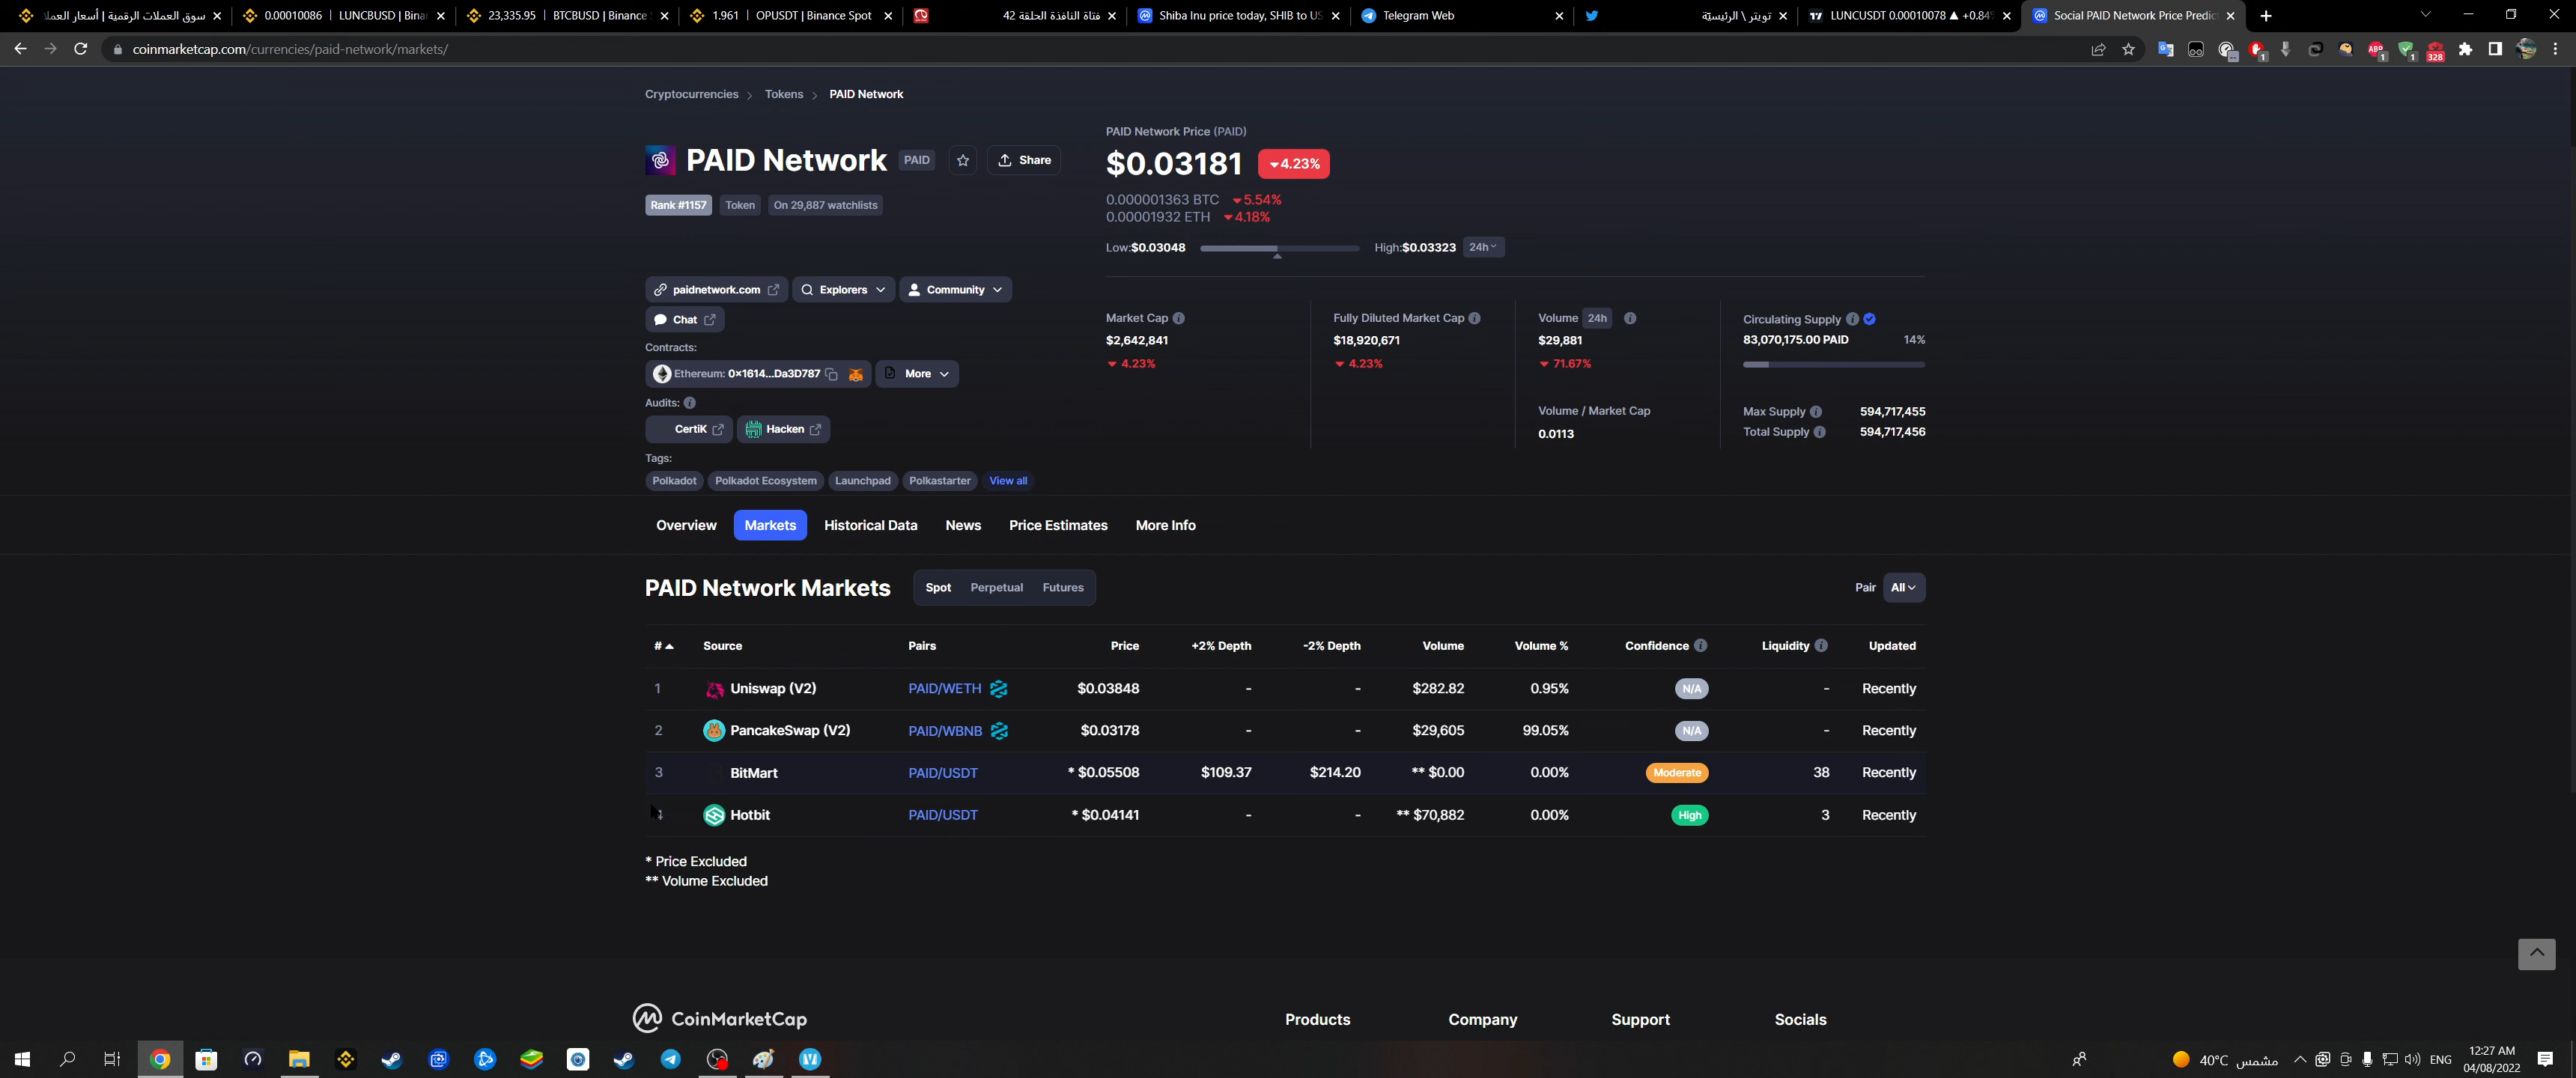 سوق العملات الرقمية | أسعار العملا
0.00010086 | LUNCBUSD | Binan
23,335.95 | BTCBUSD | Binance
1.961 | OPUSDT | Binance Spot
فتاة النافذة الحلقة 42
Shiba Inu price today, SHIB to US
Telegram Web
تويتر \ الرئيسيّة
LUNCUSDT 0.00010078 ▲ +0.84%
Social PAID Network Price Predic
coinmarketcap.com/currencies/paid-network/markets/
328
Cryptocurrencies > Tokens > PAID Network
PAID Network PAID Share
Rank #1157 Token On 29,887 watchlists
PAID Network Price (PAID)
$0.03181 4.23%
0.000001363 BTC 5.54%
0.00001932 ETH 4.18%
Low:$0.03048 High:$0.03323 24h
paidnetwork.com Explorers Community
Chat
Contracts:
Ethereum: 0x1614...Da3D787 More
Audits:
CertiK Hacken
Tags:
Polkadot Polkadot Ecosystem Launchpad Polkastarter View all
Market Cap
$2,642,841
4.23%
Fully Diluted Market Cap
$18,920,671
4.23%
Volume 24h
$29,881
71.67%
Volume / Market Cap
0.0113
Circulating Supply
83,070,175.00 PAID 14%
Max Supply 594,717,455
Total Supply 594,717,456
Overview Markets Historical Data News Price Estimates More Info
PAID Network Markets Spot Perpetual Futures Pair All
# Source Pairs Price +2% Depth -2% Depth Volume Volume % Confidence Liquidity Updated
1 Uniswap (V2) PAID/WETH $0.03848 - - $282.82 0.95% N/A - Recently
2 PancakeSwap (V2) PAID/WBNB $0.03178 - - $29,605 99.05% N/A - Recently
3 BitMart PAID/USDT * $0.05508 $109.37 $214.20 ** $0.00 0.00% Moderate 38 Recently
4 Hotbit PAID/USDT * $0.04141 - - ** $70,882 0.00% High 3 Recently
* Price Excluded
** Volume Excluded
CoinMarketCap Products Company Support Socials
40°C مشمس ENG
12:27 AM
04/08/2022